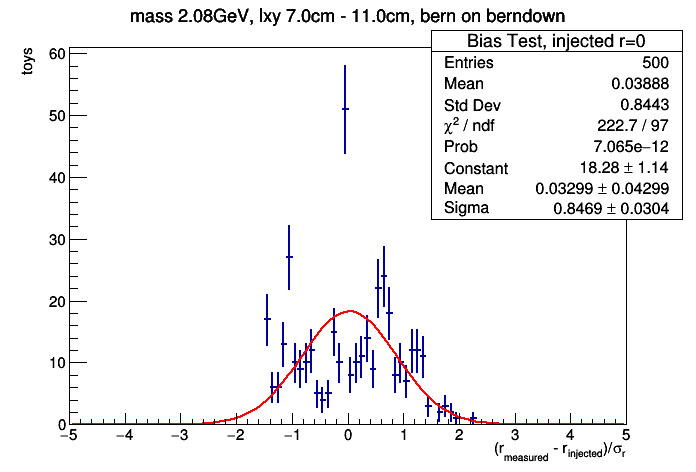 mass 2.08GeV, lxy 7.0cm - 11.0cm, bern on berndown
Bias Test, injected r=0
Entries 500
Mean 0.03888
Std Dev 0.8443
χ² / ndf 222.7 / 97
Prob 7.065e−12
Constant 18.28 ± 1.14
Mean 0.03299 ± 0.04299
Sigma 0.8469 ± 0.0304
toys
60
50
40
30
20
10
0
−5 −4 −3 −2 −1 0 1 2 3 4 5
(r_measured - r_injected)/σ_r